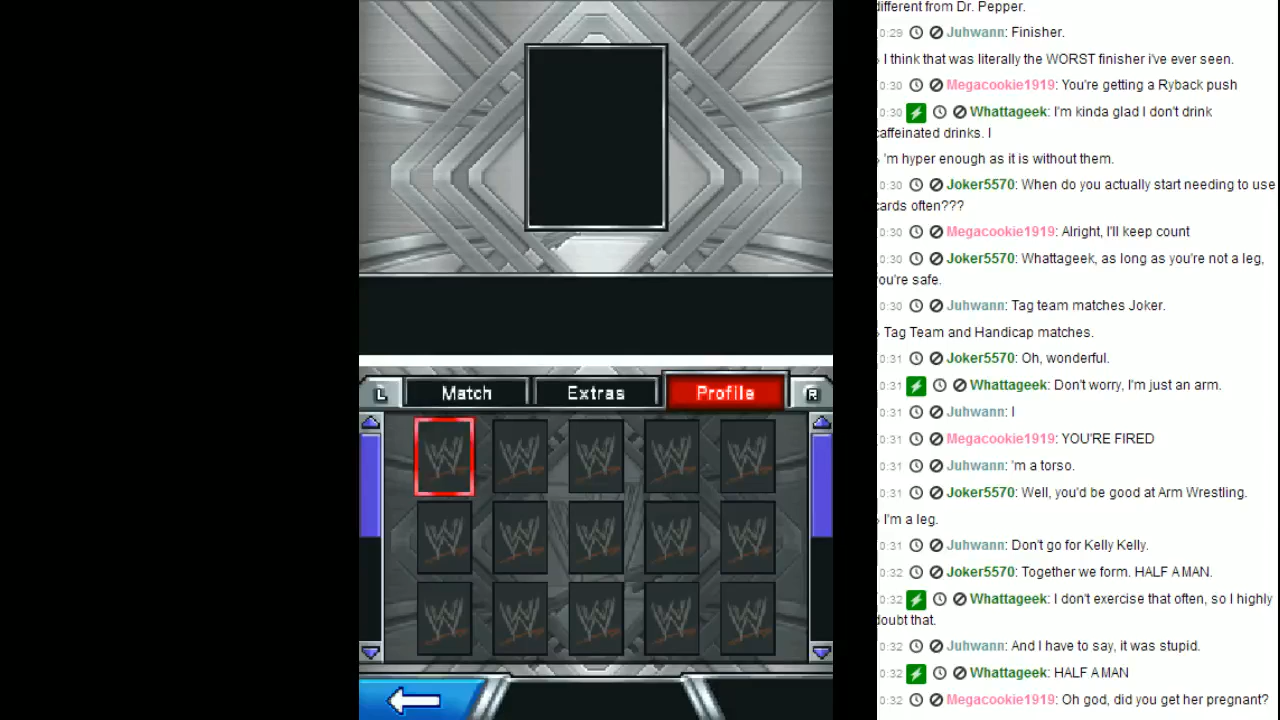 different from Dr. Pepper.
0:29 Juhwann: Finisher.
I think that was literally the WORST finisher i've ever seen.
0:30 Megacookie1919: You're getting a Ryback push
0:30 Whattageek: I'm kinda glad I don't drink
caffeinated drinks. I
'm hyper enough as it is without them.
0:30 Joker5570: When do you actually start needing to use
cards often???
0:30 Megacookie1919: Alright, I'll keep count
0:30 Joker5570: Whattageek, as long as you're not a leg,
you're safe.
0:30 Juhwann: Tag team matches Joker.
Tag Team and Handicap matches.
0:31 Joker5570: Oh, wonderful.
0:31 Whattageek: Don't worry, I'm just an arm.
0:31 Juhwann: I
0:31 Megacookie1919: YOU'RE FIRED
0:31 Juhwann: 'm a torso.
0:31 Joker5570: Well, you'd be good at Arm Wrestling.
I'm a leg.
0:31 Juhwann: Don't go for Kelly Kelly.
0:32 Joker5570: Together we form. HALF A MAN.
0:32 Whattageek: I don't exercise that often, so I highly
doubt that.
0:32 Juhwann: And I have to say, it was stupid.
0:32 Whattageek: HALF A MAN
0:32 Megacookie1919: Oh god, did you get her pregnant?
L Match Extras Profile R